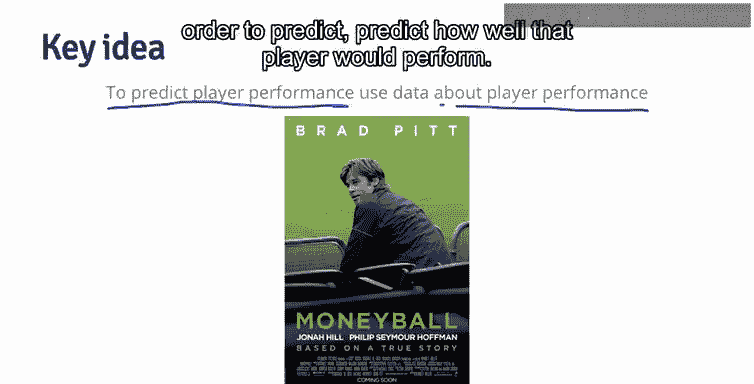 order to predict, predict how well that
Key idea
player would perform.
To predict player performance use data about player performance
BRAD PITT
MONEYBALL
JONAH HILL PHILIP SEYMOUR HOFFMAN
BASED ON A TRUE STORY
COMING SOON